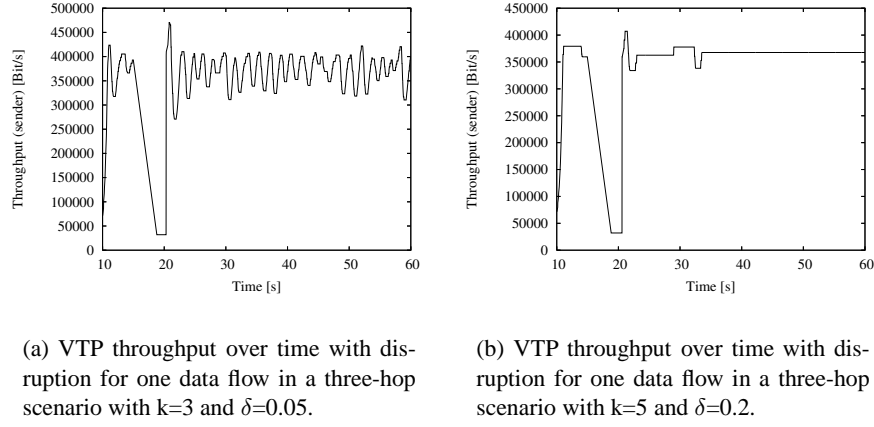 500000
450000
400000
350000
300000
250000
200000
150000
100000
50000
0
10 20 30 40 50 60
Throughput (sender) [Bit/s]
Time [s]
450000
400000
350000
300000
250000
200000
150000
100000
50000
0
10 20 30 40 50 60
Throughput (sender) [Bit/s]
Time [s]
(a) VTP throughput over time with dis-
ruption for one data flow in a three-hop
scenario with k=3 and δ=0.05.
(b) VTP throughput over time with dis-
ruption for one data flow in a three-hop
scenario with k=5 and δ=0.2.